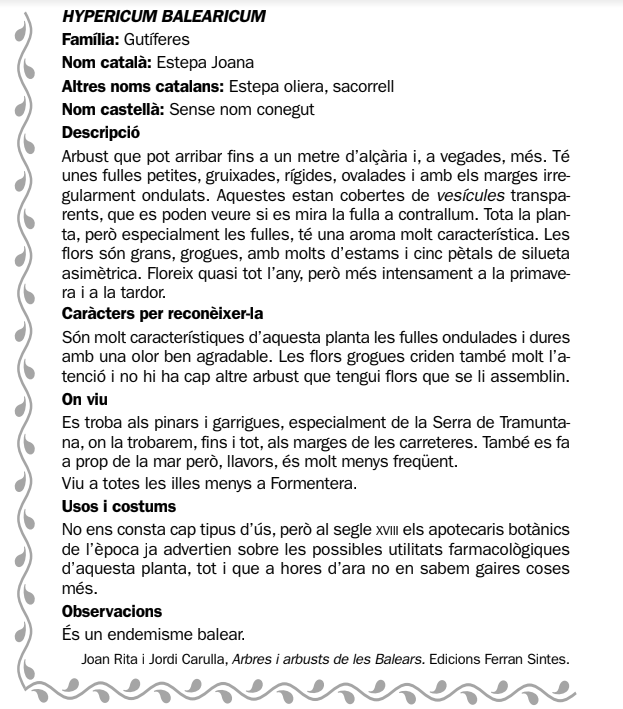 HYPERICUM BALEARICUM
Família: Gutíferes
Nom català: Estepa Joana
Altres noms catalans: Estepa oliera, sacorrell
Nom castellà: Sense nom conegut
Descripció
Arbust que pot arribar fins a un metre d'alçària i, a vegades, més. Té
unes fulles petites, gruixades, rígides, ovalades i amb els marges irre-
gularment ondulats. Aquestes estan cobertes de vesícules transpa-
rents, que es poden veure si es mira la fulla a contrallum. Tota la plan-
ta, però especialment les fulles, té una aroma molt característica. Les
flors són grans, grogues, amb molts d'estams i cinc pètals de silueta
asimètrica. Floreix quasi tot l'any, però més intensament a la primave-
ra i a la tardor.
Caràcters per reconèixer-la
Són molt característiques d'aquesta planta les fulles ondulades i dures
amb una olor ben agradable. Les flors grogues criden també molt l'a-
tenció i no hi ha cap altre arbust que tengui flors que se li assemblin.
On viu
Es troba als pinars i garrigues, especialment de la Serra de Tramunta-
na, on la trobarem, fins i tot, als marges de les carreteres. També es fa
a prop de la mar però, llavors, és molt menys freqüent.
Viu a totes les illes menys a Formentera.
Usos i costums
No ens consta cap tipus d'ús, però al segle XVIII els apotecaris botànics
de l'època ja advertien sobre les possibles utilitats farmacològiques
d'aquesta planta, tot i que a hores d'ara no en sabem gaires coses
més.
Observacions
És un endemisme balear.
Joan Rita i Jordi Carulla, Arbres i arbusts de les Balears. Edicions Ferran Sintes.